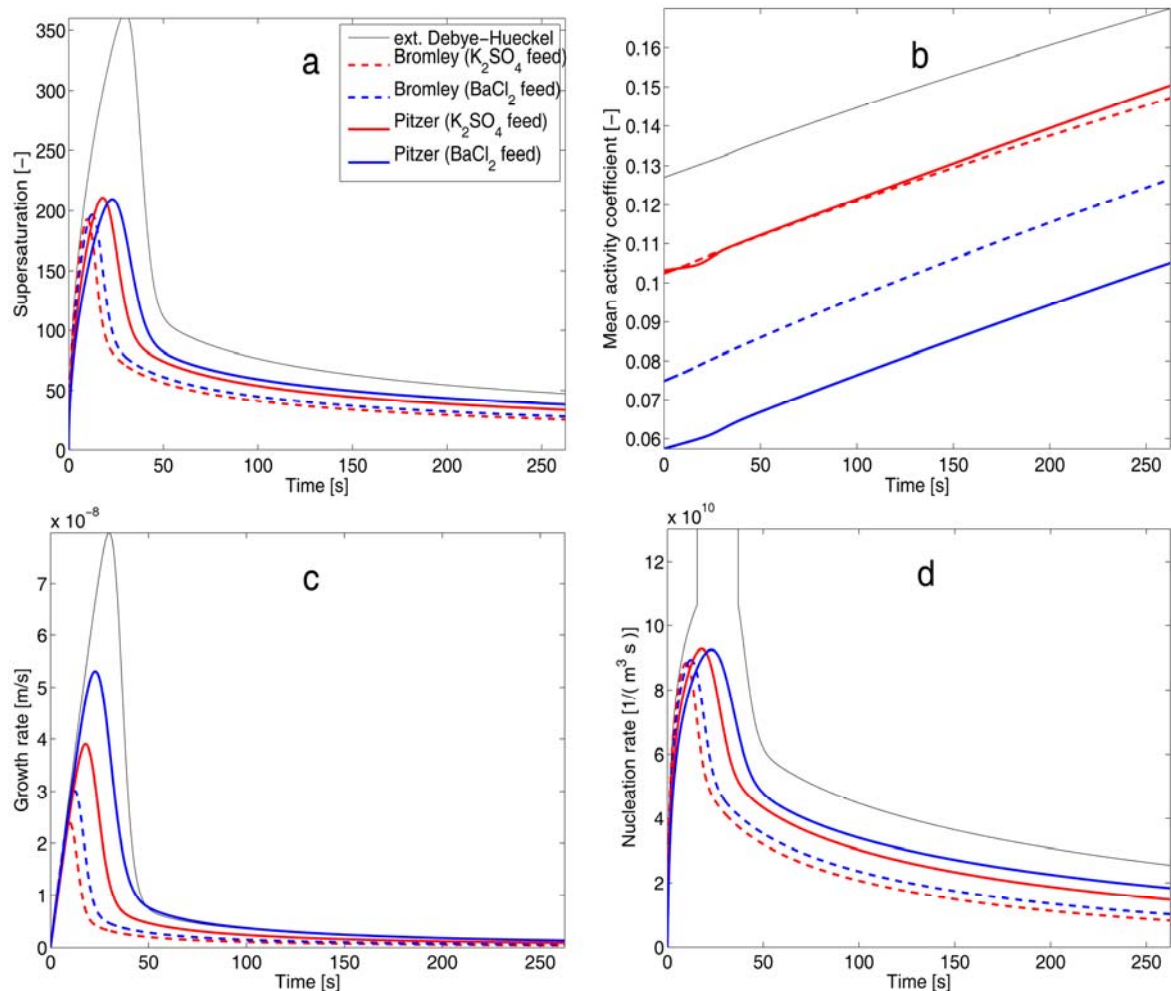 a
ext. Debye-Hueckel
Bromley (K2SO4 feed)
Bromley (BaCl2 feed)
Pitzer (K2SO4 feed)
Pitzer (BaCl2 feed)
350
300
250
200
150
100
50
0
Supersaturation [-]
0 50 100 150 200 250
Time [s]
b
0.16
0.15
0.14
0.13
0.12
0.11
0.1
0.09
0.08
0.07
0.06
Mean activity coefficient [-]
0 50 100 150 200 250
Time [s]
x 10−8
c
7
6
5
4
3
2
1
0
Growth rate [m/s]
0 50 100 150 200 250
Time [s]
x 10^10
d
12
10
8
6
4
2
0
Nucleation rate [1/( m3 s )]
0 50 100 150 200 250
Time [s]